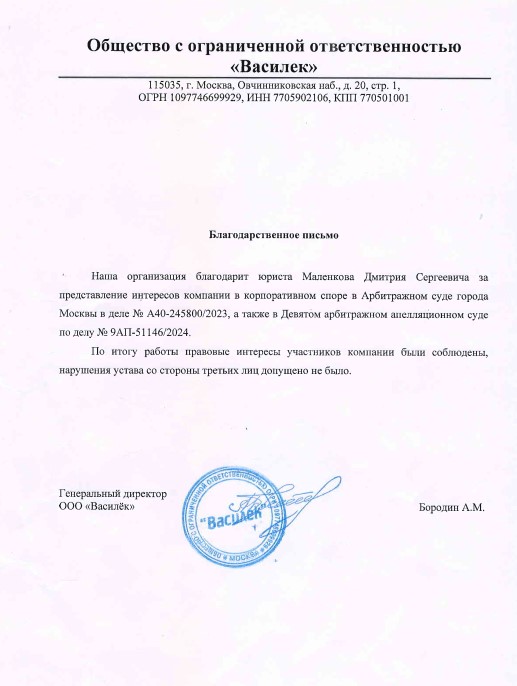 Общество с ограниченной ответственностью
«Василек»
115035, г. Москва, Овчинниковская наб., д. 20, стр. 1,
ОГРН 1097746699929, ИНН 7705902106, КПП 770501001
Благодарственное письмо
Наша организация благодарит юриста Маленкова Дмитрия Сергеевича за
представление интересов компании в корпоративном споре в Арбитражном суде города
Москвы в деле № А40-245800/2023, а также в Девятом арбитражном апелляционном суде
по делу № 9АП-51146/2024.
По итогу работы правовые интересы участников компании были соблюдены,
нарушения устава со стороны третьих лиц допущено не было.
Генеральный директор
ООО «Василёк»
Бородин А.М.
ОБЩЕСТВО С ОГРАНИЧЕННОЙ ОТВЕТСТВЕННОСТЬЮ
"Василек"
МОСКВА